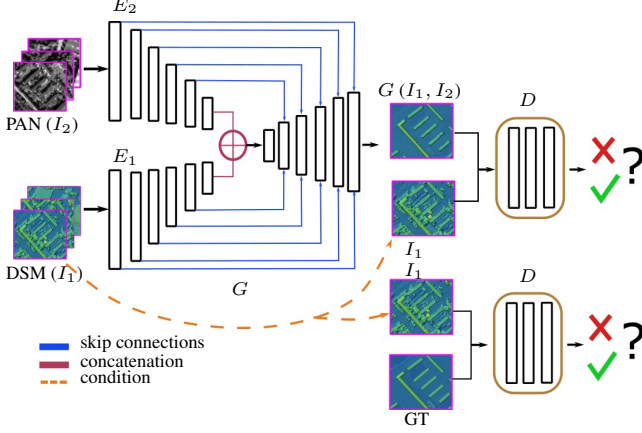 E₂
PAN (I₂)
G (I₁, I₂)
D
?
E₁
DSM (I₁)
G
I₁
I₁
D
?
skip connections
concatenation
condition
GT